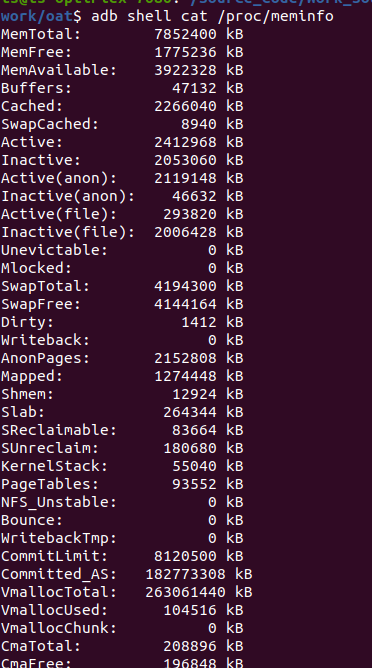 work/oat$ adb shell cat /proc/meminfo
MemTotal:        7852400 kB
MemFree:         1775236 kB
MemAvailable:    3922328 kB
Buffers:           47132 kB
Cached:          2266040 kB
SwapCached:         8940 kB
Active:          2412968 kB
Inactive:        2053060 kB
Active(anon):    2119148 kB
Inactive(anon):    46632 kB
Active(file):     293820 kB
Inactive(file):  2006428 kB
Unevictable:           0 kB
Mlocked:               0 kB
SwapTotal:       4194300 kB
SwapFree:        4144164 kB
Dirty:              1412 kB
Writeback:             0 kB
AnonPages:       2152808 kB
Mapped:          1274448 kB
Shmem:             12924 kB
Slab:             264344 kB
SReclaimable:      83664 kB
SUnreclaim:       180680 kB
KernelStack:       55040 kB
PageTables:        93552 kB
NFS_Unstable:          0 kB
Bounce:                0 kB
WritebackTmp:          0 kB
CommitLimit:     8120500 kB
Committed_AS:   182773308 kB
VmallocTotal:   263061440 kB
VmallocUsed:      104516 kB
VmallocChunk:          0 kB
CmaTotal:         208896 kB
CmaFree:          196848 kB